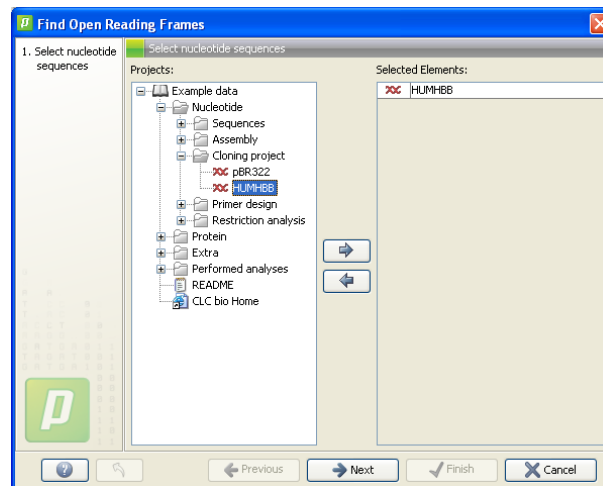 Find Open Reading Frames
1. Select nucleotide
sequences
Select nucleotide sequences
Projects:
Example data
Nucleotide
Sequences
Assembly
Cloning project
pBR322
HUMHBB
Primer design
Restriction analysis
Protein
Extra
Performed analyses
README
CLC bio Home
Selected Elements:
HUMHBB
Previous
Next
Finish
Cancel